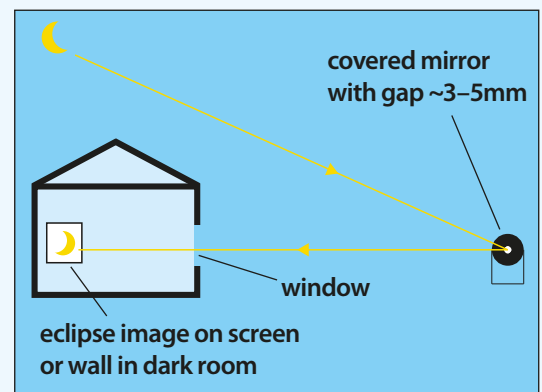 covered mirror
with gap ~3–5mm
window
eclipse image on screen
or wall in dark room